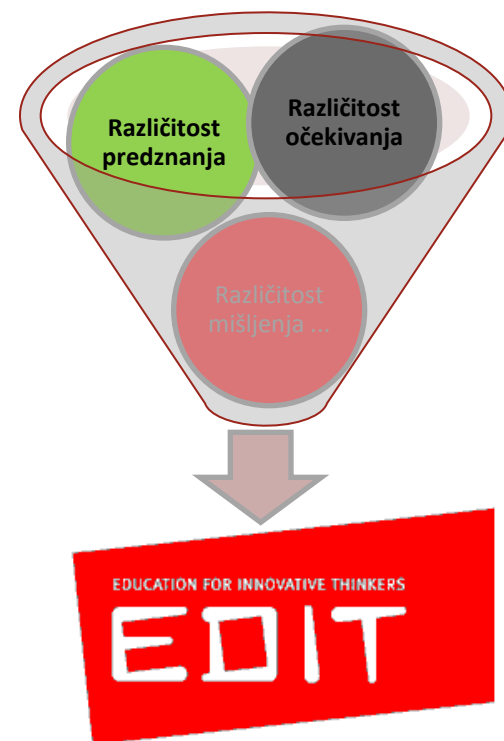 Različitost
predznanja
Različitost
očekivanja
Različitost
mišljenja ...
EDUCATION FOR INNOVATIVE THINKERS
EDIT